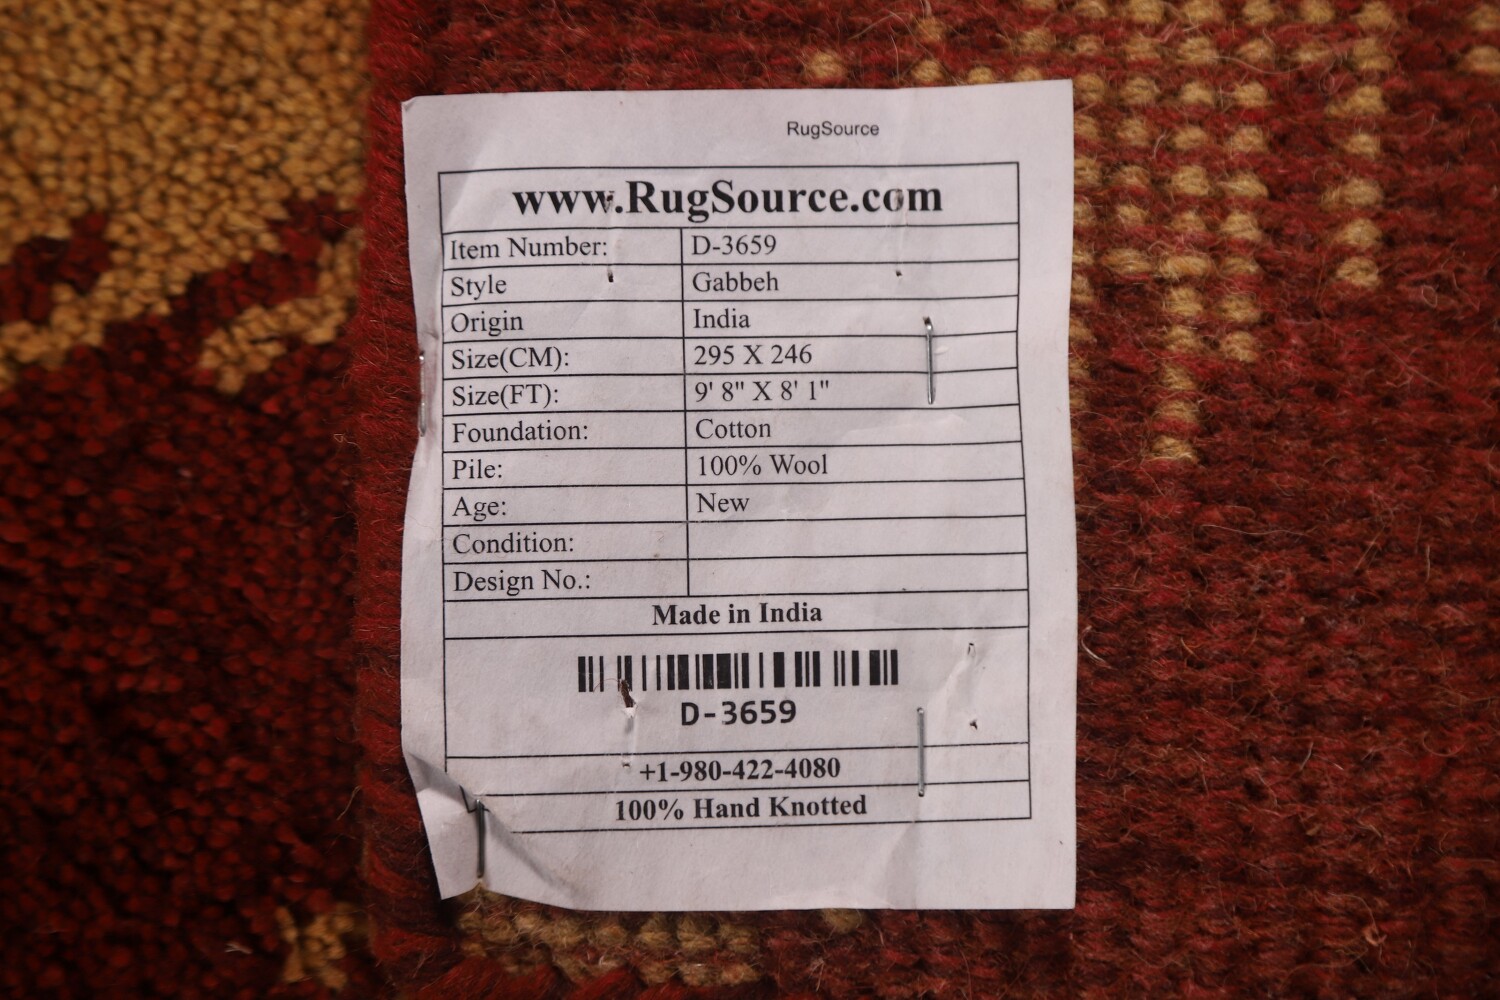 RugSource
www.RugSource.com
Item Number: D-3659
Style Gabbeh
Origin India
Size(CM): 295 X 246
Size(FT): 9' 8" X 8' 1"
Foundation: Cotton
Pile: 100% Wool
Age: New
Condition:
Design No.:
Made in India
D-3659
+1-980-422-4080
100% Hand Knotted